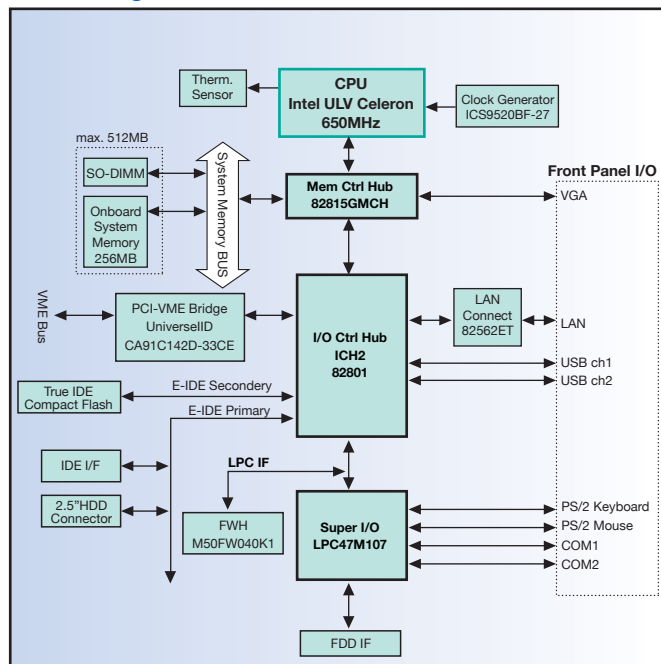 CPU
Intel ULV Celeron
650MHz
Therm.
Sensor
Clock Generator
ICS9520BF-27
max. 512MB
SO-DIMM
Onboard
System
Memory
256MB
System Memory BUS
Mem Ctrl Hub
82815GMCH
Front Panel I/O
VGA
VME Bus
PCI-VME Bridge
UniverseIID
CA91C142D-33CE
I/O Ctrl Hub
ICH2
82801
LAN
Connect
82562ET
LAN
USB ch1
USB ch2
True IDE
Compact Flash
E-IDE Secondery
E-IDE Primary
IDE I/F
2.5"HDD
Connector
LPC IF
FWH
M50FW040K1
Super I/O
LPC47M107
PS/2 Keyboard
PS/2 Mouse
COM1
COM2
FDD IF